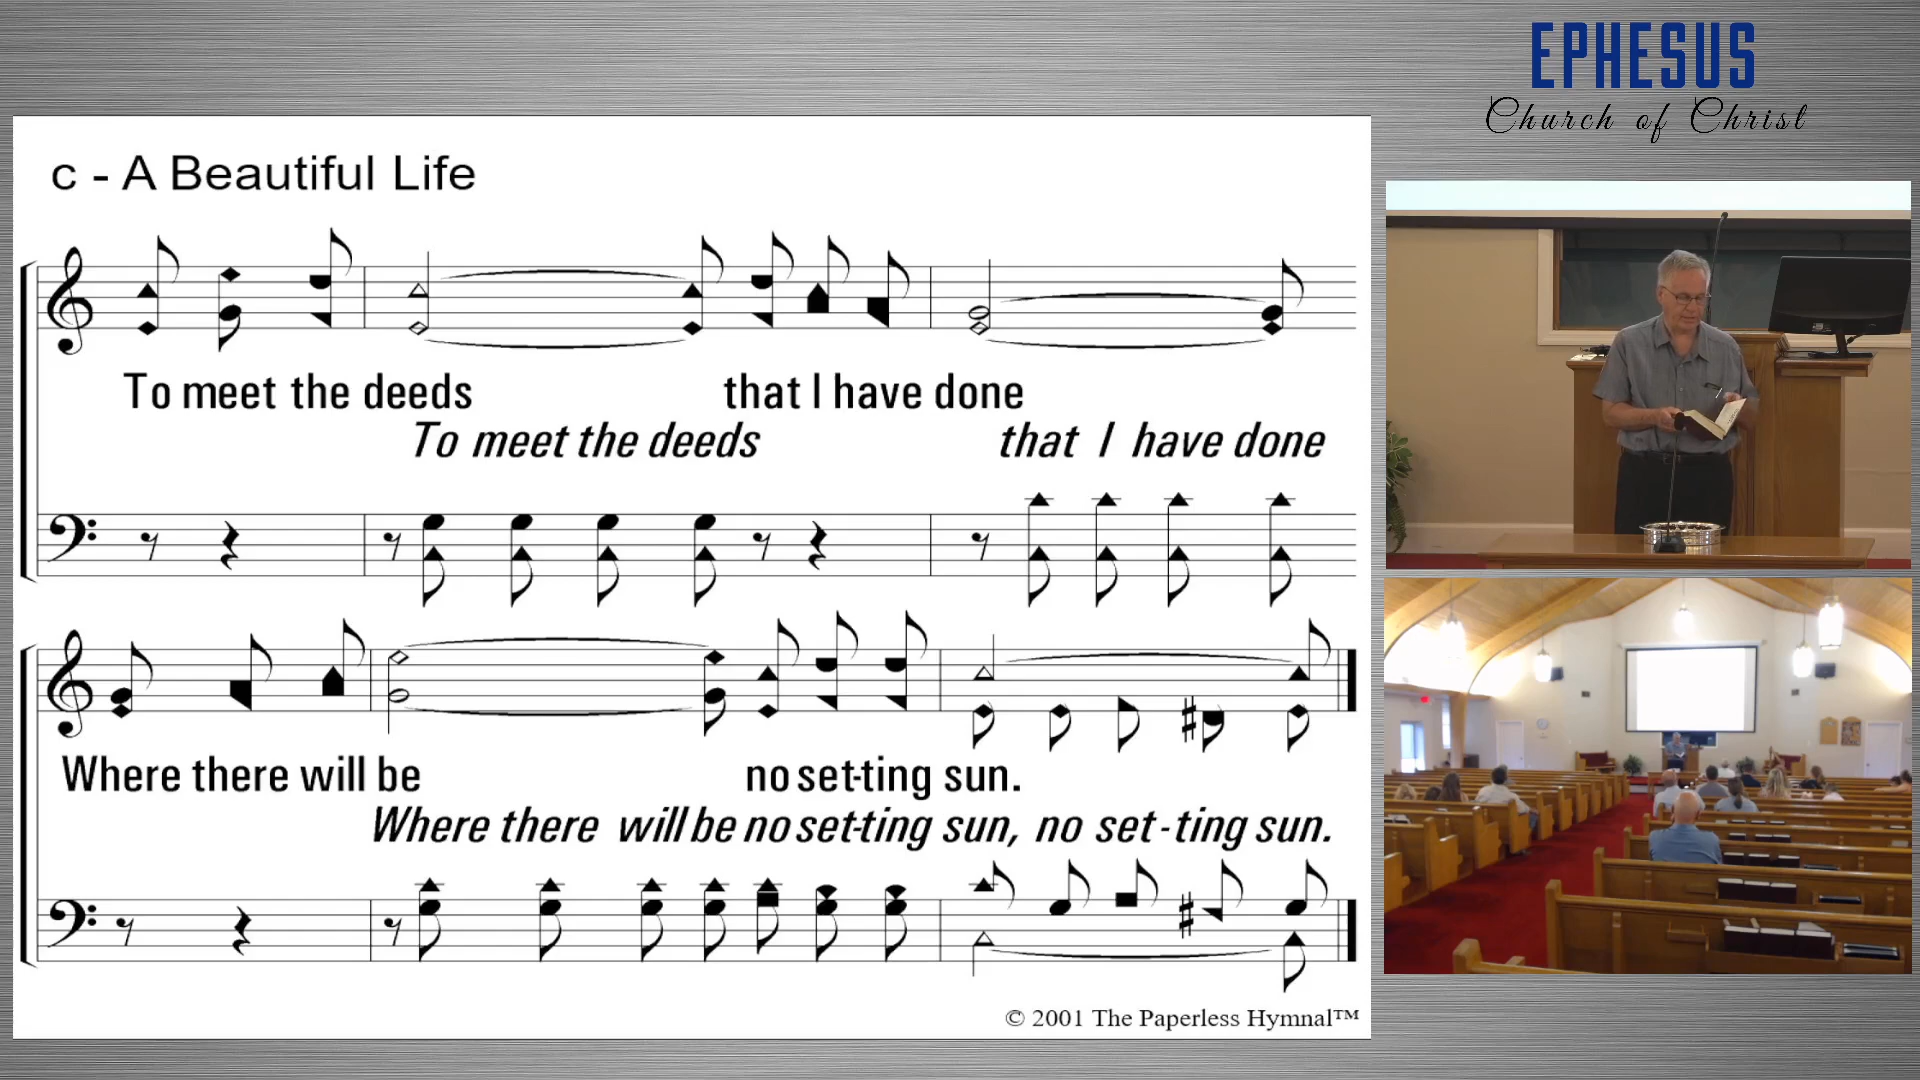 EPHESUS
Church of Christ
c - A Beautiful Life
To meet the deeds that I have done
To meet the deeds that I have done
Where there will be no set-ting sun.
Where there will be no set-ting sun, no set-ting sun.
© 2001 The Paperless Hymnal™